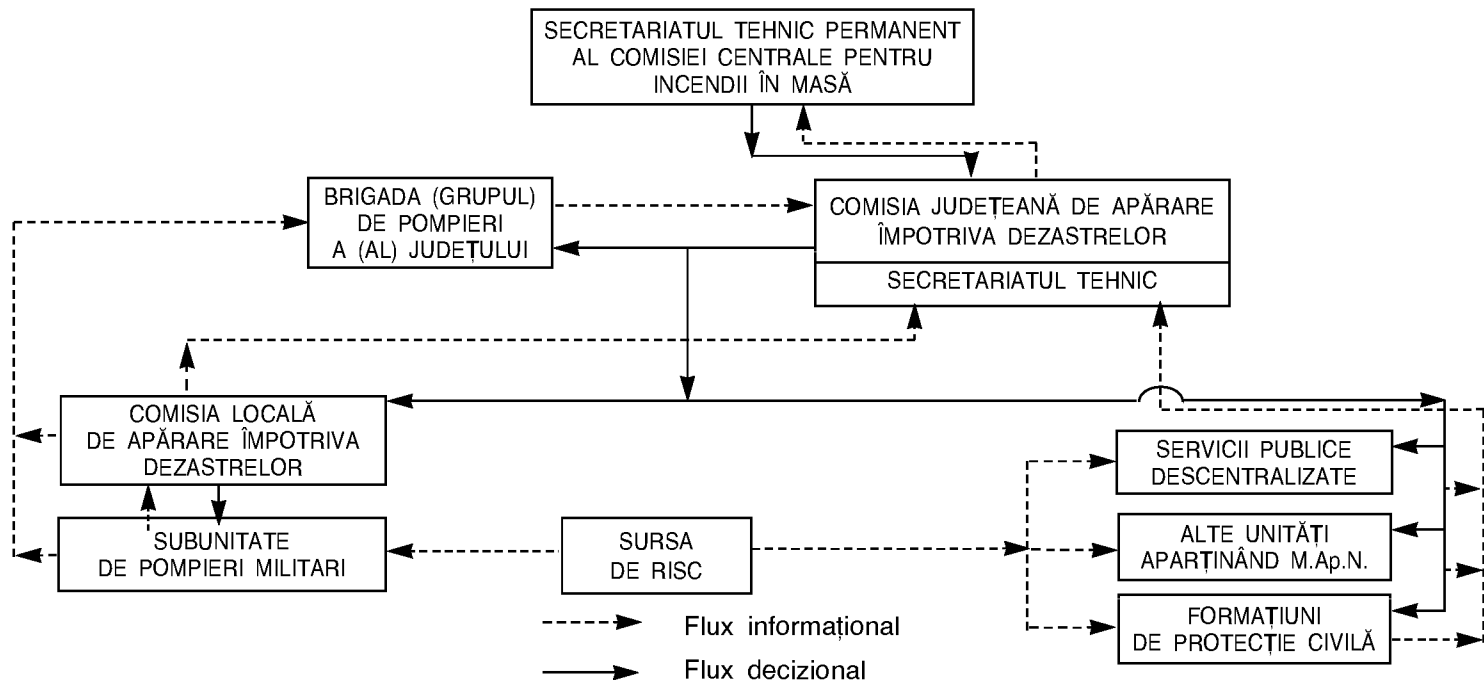 SECRETARIATUL TEHNIC PERMANENT
AL COMISIEI CENTRALE PENTRU
INCENDII ÎN MASĂ
BRIGADA (GRUPUL)
DE POMPIERI
A (AL) JUDEȚULUI
COMISIA JUDEȚEANĂ DE APĂRARE
ÎMPOTRIVA DEZASTRELOR
SECRETARIATUL TEHNIC
COMISIA LOCALĂ
DE APĂRARE ÎMPOTRIVA
DEZASTRELOR
SERVICII PUBLICE
DESCENTRALIZATE
SUBUNITATE
DE POMPIERI MILITARI
SURSA
DE RISC
ALTE UNITĂȚI
APARȚINÂND M.Ap.N.
FORMAȚIUNI
DE PROTECȚIE CIVILĂ
Flux informațional
Flux decizional